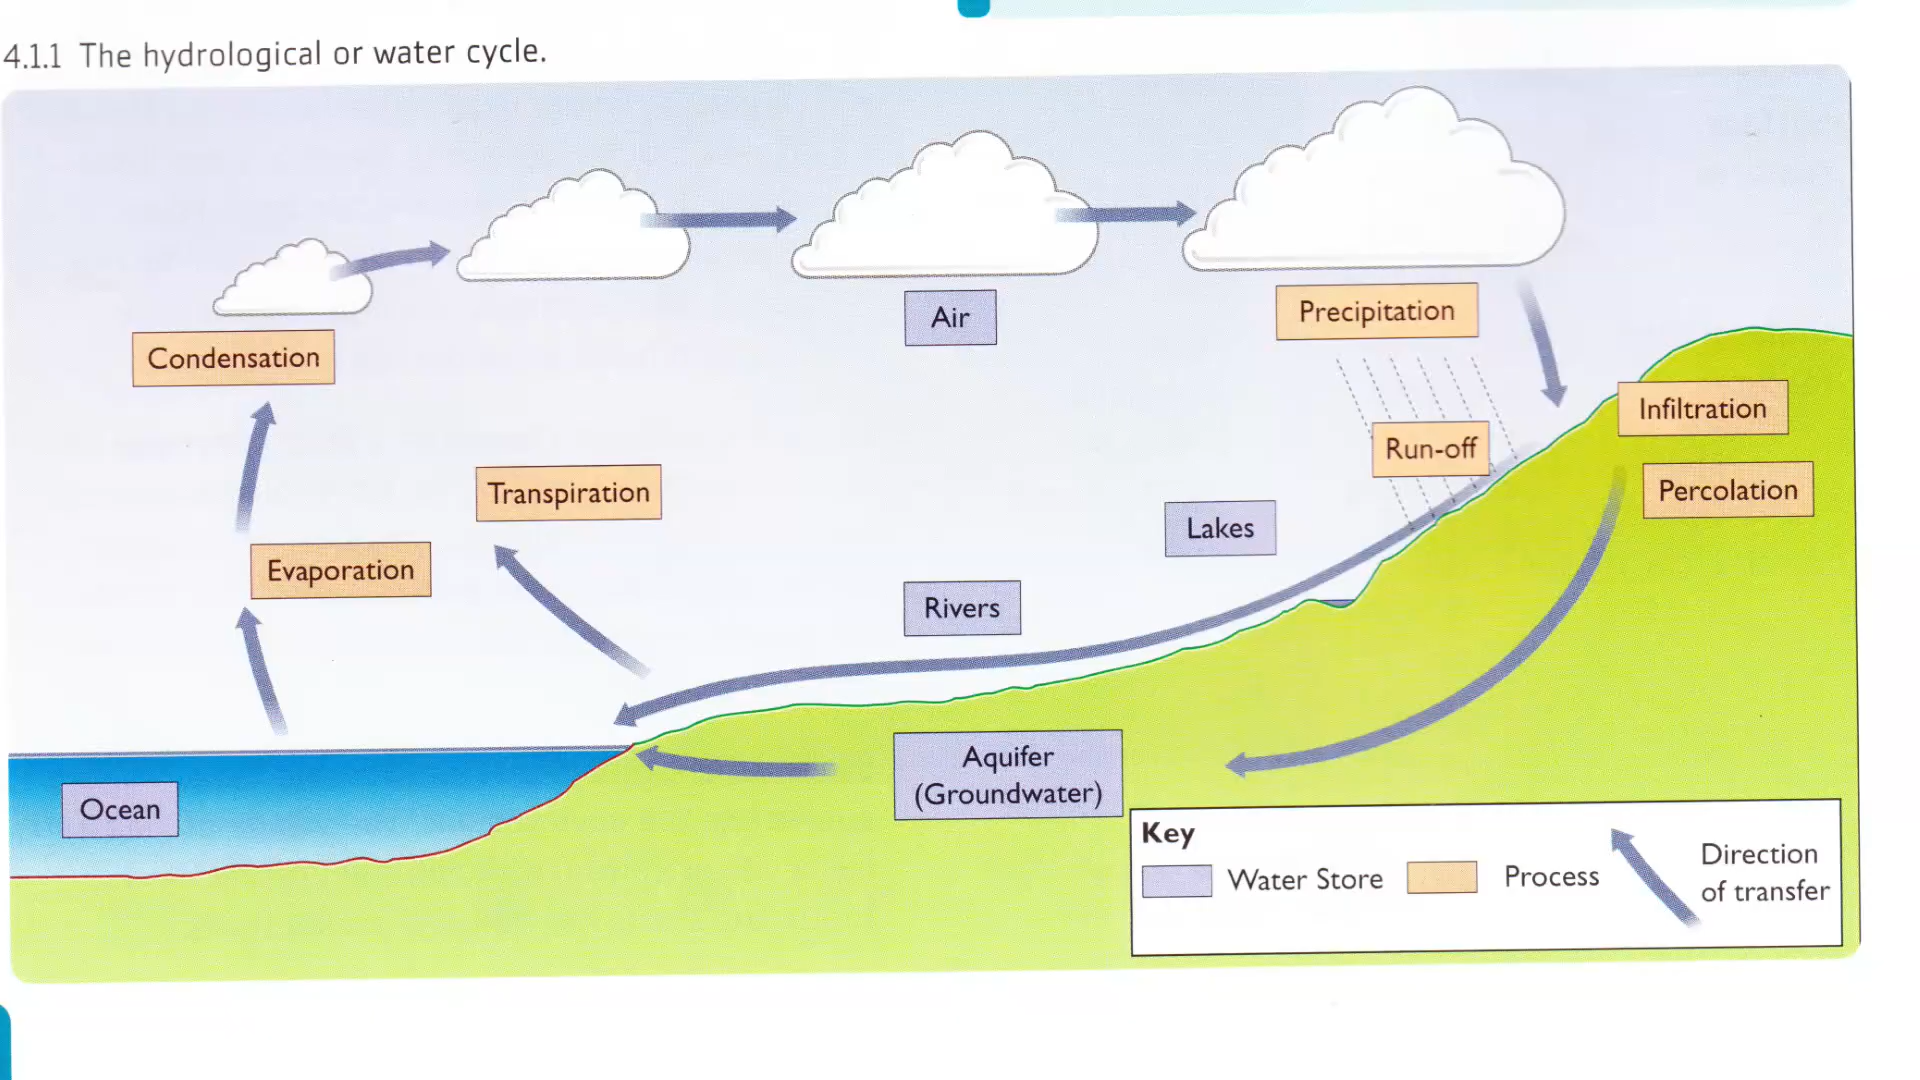 4.1.1 The hydrological or water cycle.
Air
Precipitation
Condensation
Infiltration
Run-off
Transpiration
Percolation
Lakes
Evaporation
Rivers
Aquifer
(Groundwater)
Ocean
Key
Water Store
Process
Direction
of transfer